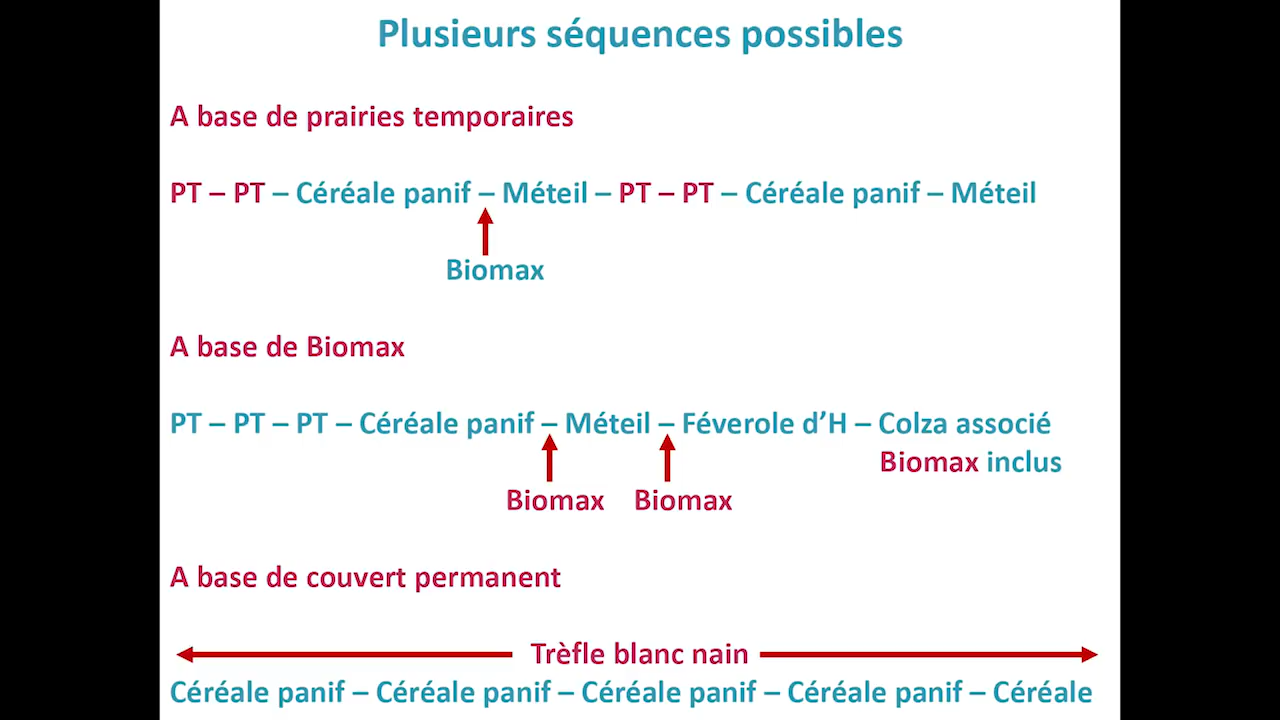 Plusieurs séquences possibles
A base de prairies temporaires
PT – PT – Céréale panif – Méteil – PT – PT – Céréale panif – Méteil
Biomax
A base de Biomax
PT – PT – PT – Céréale panif – Méteil – Féverole d’H – Colza associé
Biomax inclus
Biomax Biomax
A base de couvert permanent
Trèfle blanc nain
Céréale panif – Céréale panif – Céréale panif – Céréale panif – Céréale